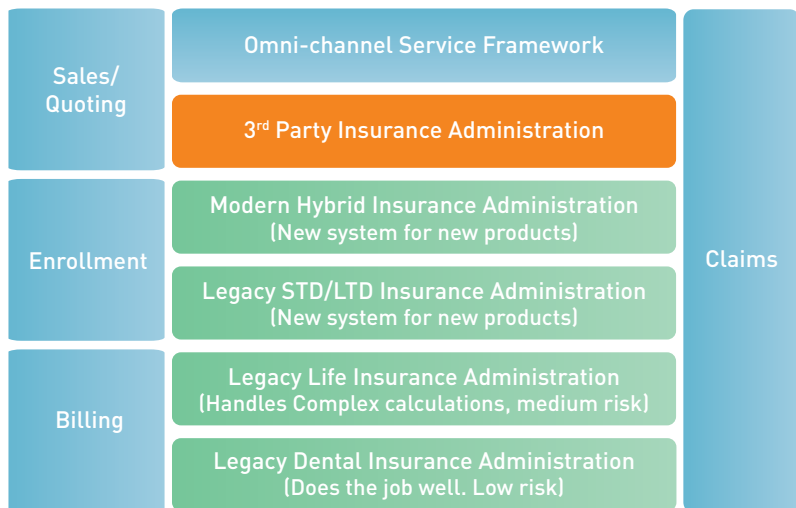 Sales/
Quoting
Enrollment
Billing
Omni-channel Service Framework
3rd Party Insurance Administration
Modern Hybrid Insurance Administration
(New system for new products)
Legacy STD/LTD Insurance Administration
(New system for new products)
Legacy Life Insurance Administration
(Handles Complex calculations, medium risk)
Legacy Dental Insurance Administration
(Does the job well. Low risk)
Claims